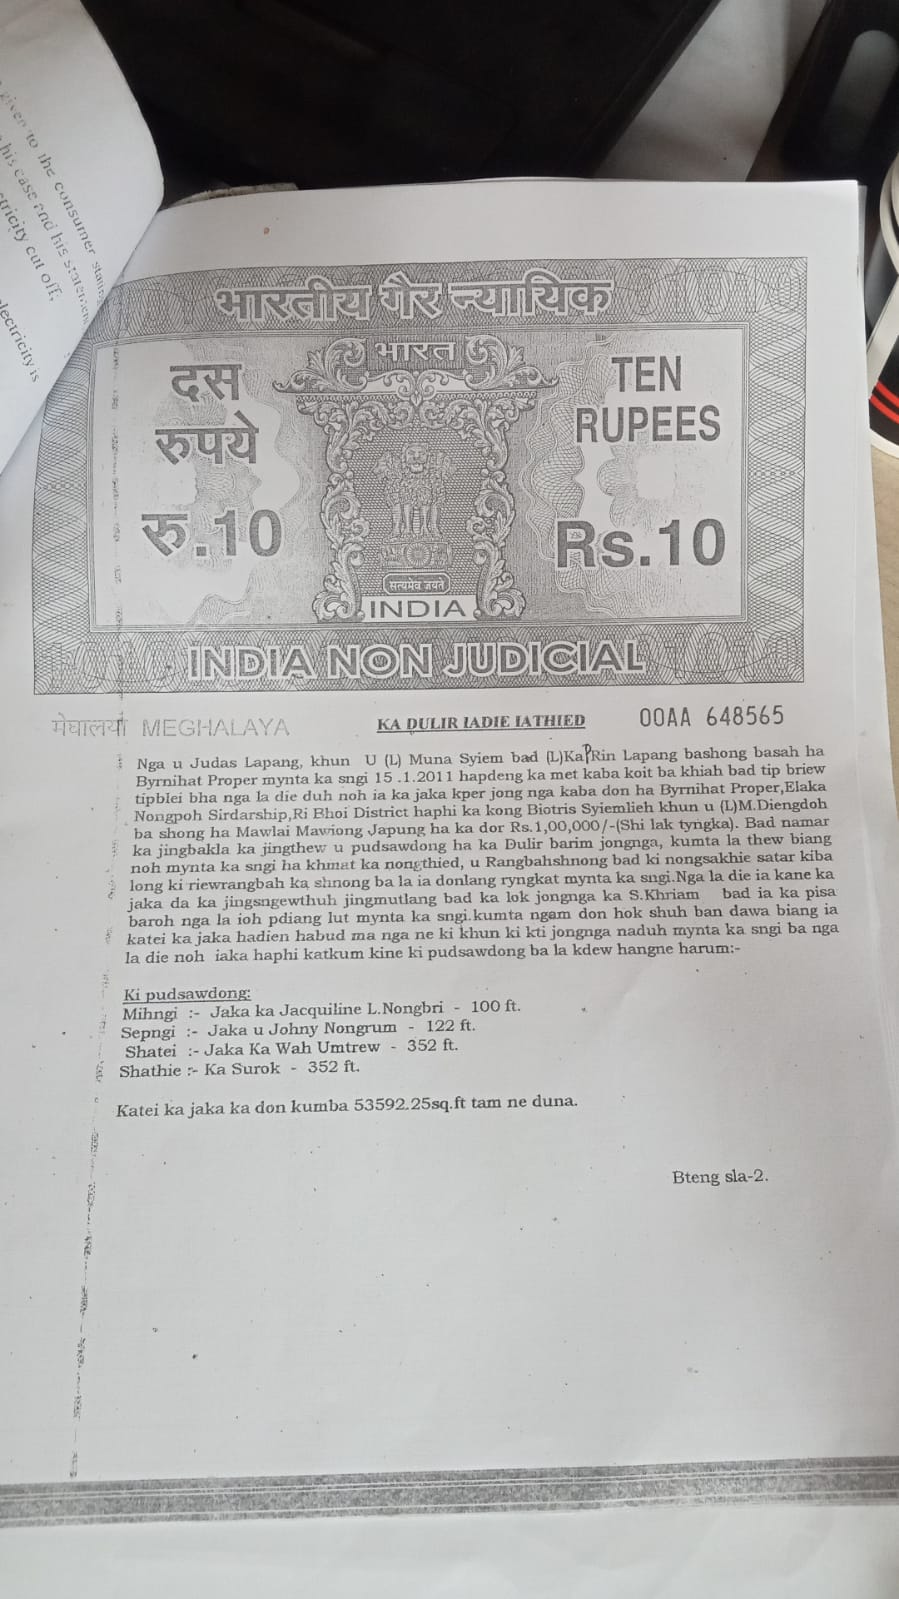 given to the consumer
his case and his
electricity cut off.
electricity is
भारतीय गैर न्यायिक
भारत
दस
रुपये
रु.10
TEN
RUPEES
Rs.10
सत्यमेव जयते
INDIA
INDIA NON JUDICIAL
मेघालया MEGHALAYA
KA DULIR IADIE IATHIED
00AA 648565
Nga u Judas Lapang, khun U (L) Muna Syiem bad (L)Ka Rin Lapang bashong basah ha
Byrnihat Proper mynta ka sngi 15 .1.2011 hapdeng ka met kaba koit ba khiah bad tip briew
tipblei bha nga la die duh noh ia ka jaka kper jong nga kaba don ha Byrnihat Proper,Elaka
Nongpoh Sirdarship,Ri Bhoi District haphi ka kong Biotris Syiemlieh khun u (L)M.Diengdoh
ba shong ha Mawlai Mawiong Japung ha ka dor Rs.1,00,000/-(Shi lak tyngka). Bad namar
ka jingbakla ka jingthew u pudsawdong ha ka Dulir barim jongnga, kumta la thew biang
noh mynta ka sngi ha khmat ka nongthied, u Rangbahshnong bad ki nongsakhie satar kiba
long ki riewrangbah ka shnong ba la ia donlang ryngkat mynta ka sngi.Nga la die ia kane ka
jaka da ka jingsngewthuh jingmutlang bad ka lok jongnga ka S.Khriam bad ia ka pisa
baroh nga la ioh pdiang lut mynta ka sngi.kumta ngam don hok shuh ban dawa biang ia
katei ka jaka hadien habud ma nga ne ki khun ki kti jongnga naduh mynta ka sngi ba nga
la die noh iaka haphi katkum kine ki pudsawdong ba la kdew hangne harum:-
Ki pudsawdong:
Mihngi :- Jaka ka Jacquiline L.Nongbri - 100 ft.
Sepngi :- Jaka u Johny Nongrum - 122 ft.
Shatei :- Jaka Ka Wah Umtrew - 352 ft.
Shathie :- Ka Surok - 352 ft.
Katei ka jaka ka don kumba 53592.25sq.ft tam ne duna.
Bteng sla-2.